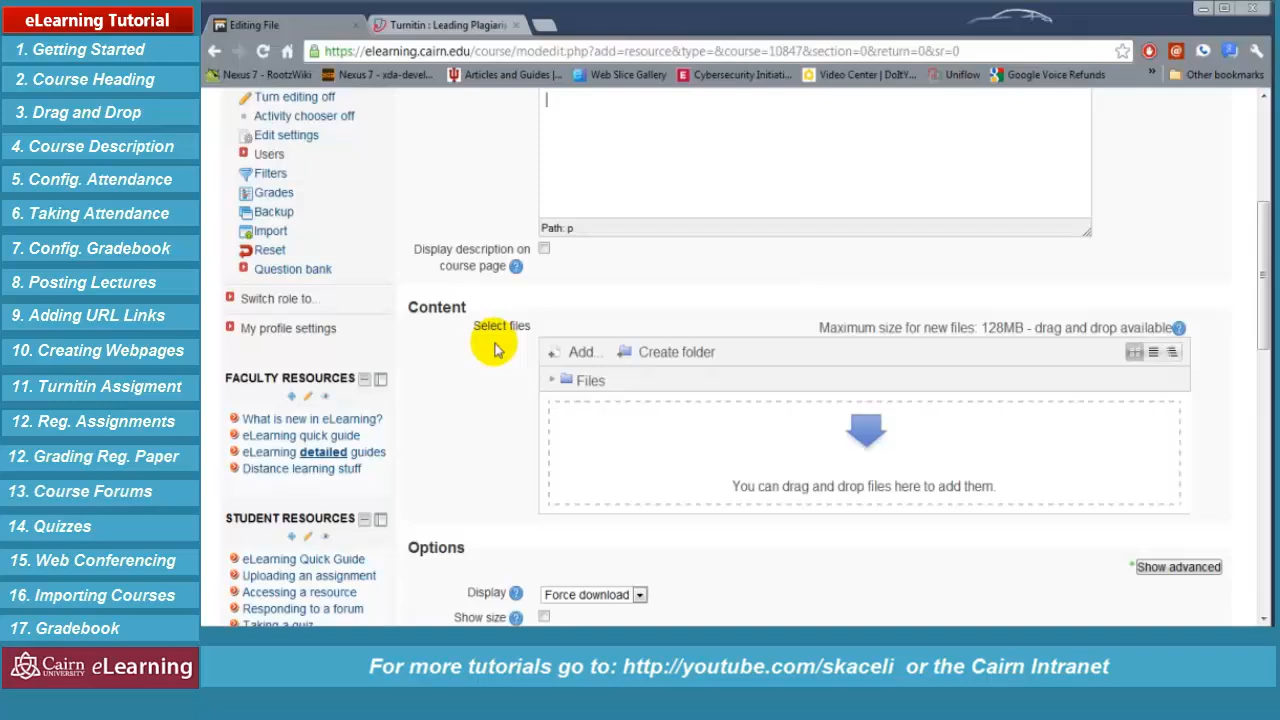 eLearning Tutorial
1. Getting Started
2. Course Heading
3. Drag and Drop
4. Course Description
5. Config. Attendance
6. Taking Attendance
7. Config. Gradebook
8. Posting Lectures
9. Adding URL Links
10. Creating Webpages
11. Turnitin Assigment
12. Reg. Assignments
12. Grading Reg. Paper
13. Course Forums
14. Quizzes
15. Web Conferencing
16. Importing Courses
17. Gradebook
Cairn UNIVERSITY eLearning
Editing File
Turnitin : Leading Plagiaris
https://elearning.cairn.edu/course/modedit.php?add=resource&type=&course=10847&section=0&return=0&sr=0
Nexus 7 - RootzWiki
Nexus 7 - xda-devel...
Articles and Guides |...
Web Slice Gallery
Cybersecurity Initiati...
Video Center | DoItY...
Uniflow
Google Voice Refunds
Other bookmarks
Turn editing off
Activity chooser off
Edit settings
Users
Filters
Grades
Backup
Import
Reset
Question bank
Switch role to...
My profile settings
FACULTY RESOURCES
What is new in eLearning?
eLearning quick guide
eLearning detailed guides
Distance learning stuff
STUDENT RESOURCES
eLearning Quick Guide
Uploading an assignment
Accessing a resource
Responding to a forum
Taking a quiz
Path: p
Display description on
course page
Content
Select files
Maximum size for new files: 128MB - drag and drop available
Add...
Create folder
Files
You can drag and drop files here to add them.
Options
* Show advanced
Display
Force download
Show size
For more tutorials go to: http://youtube.com/skaceli or the Cairn Intranet